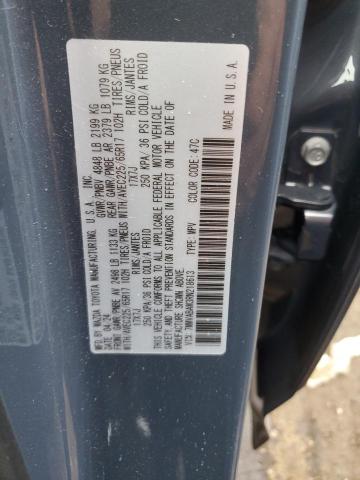 MFD. BY MAZDA TOYOTA MANUFACTURING, U.S.A., INC.
DATE: 04/24 GVWR/PNBV 4848 LB 2199 KG
FRONT GAWR/PNBE AV 2498 LB 1133 KG REAR GAWR/PNBE AR 2379 LB 1079 KG
WITH/AVEC225/65R17 102H TIRES/PNEUS WITH/AVEC225/65R17 102H TIRES/PNEUS
17X7J RIMS/JANTES 17X7J RIMS/JANTES
250 KPA/36 PSI COLD/A FROID 250 KPA/ 36 PSI COLD/A FROID
THIS VEHICLE CONFORMS TO ALL APPLICABLE FEDERAL MOTOR VEHICLE
SAFETY, BUMPER, AND THEFT PREVENTION STANDARDS IN EFFECT ON THE DATE
OF MANUFACTURE SHOWN ABOVE.
TYPE: MPV
COLOR CODE: 47C
MADE IN U.S.A.